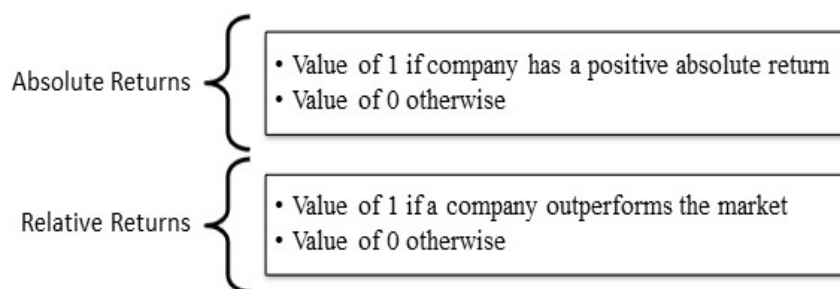 Absolute Returns
• Value of 1 if company has a positive absolute return
• Value of 0 otherwise
Relative Returns
• Value of 1 if a company outperforms the market
• Value of 0 otherwise